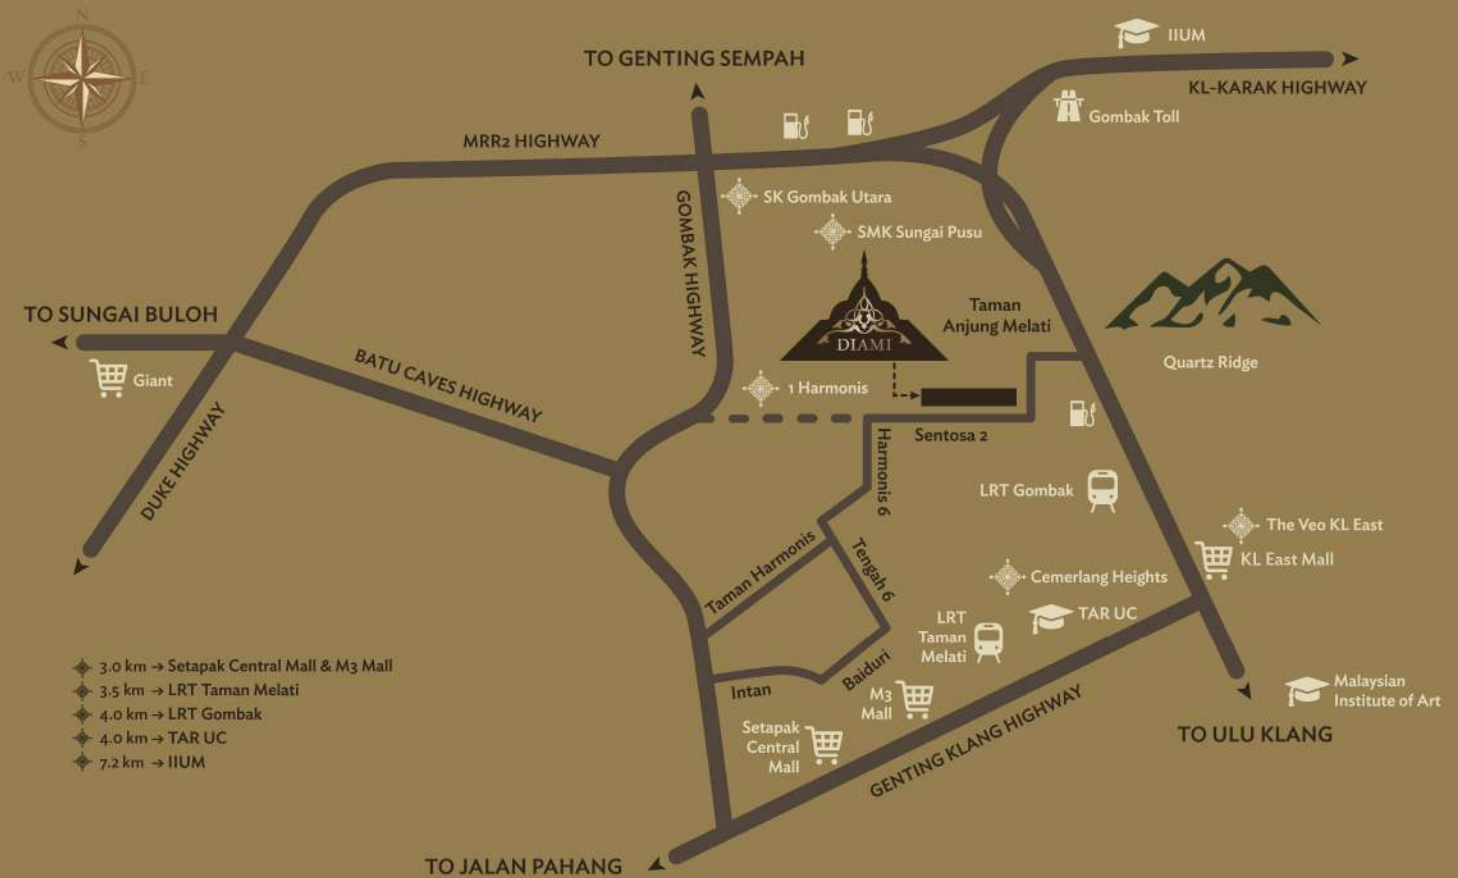 N
W
E
S
TO GENTING SEMPAH
IIUM
KL-KARAK HIGHWAY
Gombak Toll
MRR2 HIGHWAY
GOMBAK HIGHWAY
SK Gombak Utara
SMK Sungai Pusu
DIAMI
Taman
Anjung Melati
TO SUNGAI BULOH
Giant
BATU CAVES HIGHWAY
DUKE HIGHWAY
Quartz Ridge
1 Harmonis
Sentosa 2
Harmonis 6
LRT Gombak
The Veo KL East
KL East Mall
Taman Harmonis
Tengah 6
Cemerlang Heights
TAR UC
LRT
Taman
Melati
Baiduri
Intan
M3
Mall
Setapak
Central
Mall
GENTING KLANG HIGHWAY
Malaysian
Institute of Art
TO ULU KLANG
TO JALAN PAHANG
3.0 km → Setapak Central Mall & M3 Mall
3.5 km → LRT Taman Melati
4.0 km → LRT Gombak
4.0 km → TAR UC
7.2 km → IIUM